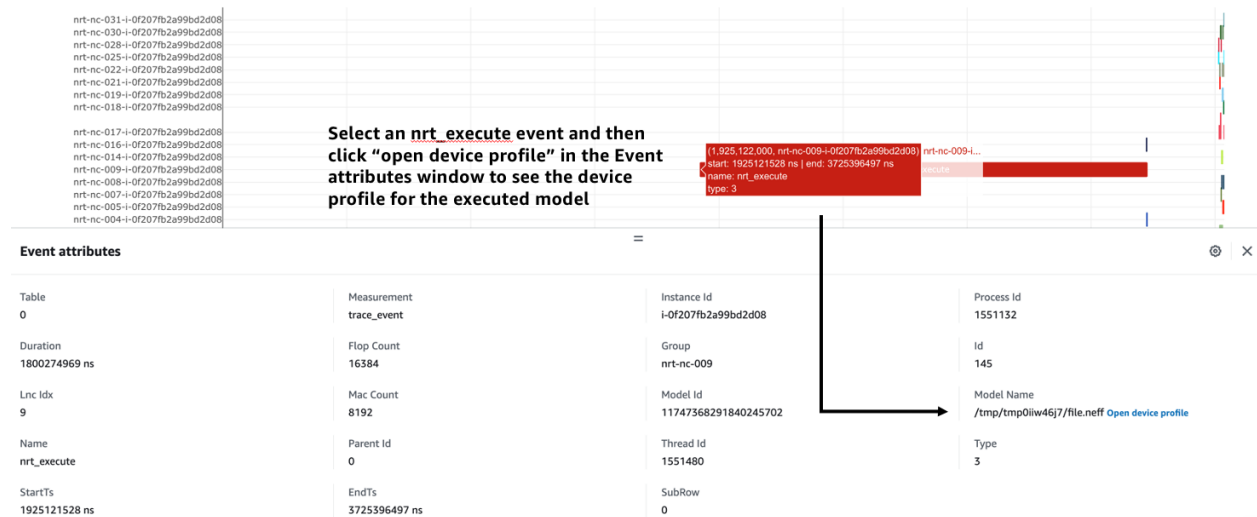 nrt-nc-031-i-0f207fb2a99bd2d08
nrt-nc-030-i-0f207fb2a99bd2d08
nrt-nc-028-i-0f207fb2a99bd2d08
nrt-nc-025-i-0f207fb2a99bd2d08
nrt-nc-022-i-0f207fb2a99bd2d08
nrt-nc-021-i-0f207fb2a99bd2d08
nrt-nc-019-i-0f207fb2a99bd2d08
nrt-nc-018-i-0f207fb2a99bd2d08
nrt-nc-017-i-0f207fb2a99bd2d08
nrt-nc-016-i-0f207fb2a99bd2d08
nrt-nc-014-i-0f207fb2a99bd2d08
nrt-nc-009-i-0f207fb2a99bd2d08
nrt-nc-008-i-0f207fb2a99bd2d08
nrt-nc-007-i-0f207fb2a99bd2d08
nrt-nc-005-i-0f207fb2a99bd2d08
nrt-nc-004-i-0f207fb2a99bd2d08
Select an nrt_execute event and then
click “open device profile” in the Event
attributes window to see the device
profile for the executed model
(1,925,122,000, nrt-nc-009-i-0f207fb2a99bd2d08) nrt-nc-009-i...
start: 1925121528 ns | end: 3725396497 ns
name: nrt_execute
type: 3
execute
Event attributes
Table
0
Measurement
trace_event
Instance Id
i-0f207fb2a99bd2d08
Process Id
1551132
Duration
1800274969 ns
Flop Count
16384
Group
nrt-nc-009
Id
145
Lnc Idx
9
Mac Count
8192
Model Id
11747368291840245702
Model Name
/tmp/tmp0iiw46j7/file.neff Open device profile
Name
nrt_execute
Parent Id
0
Thread Id
1551480
Type
3
StartTs
1925121528 ns
EndTs
3725396497 ns
SubRow
0